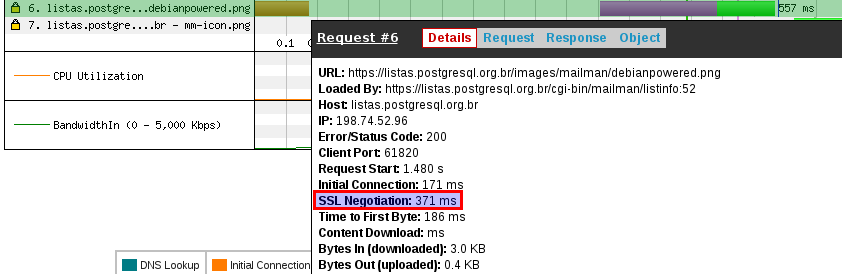 6. listas.postgre...debianpowered.png
557 ms
7. listas.postgre....br - mm-icon.png
0.1
CPU Utilization
BandwidthIn (0 - 5,000 Kbps)
Request #6
Details
Request
Response
Object
URL: https://listas.postgresql.org.br/images/mailman/debianpowered.png
Loaded By: https://listas.postgresql.org.br/cgi-bin/mailman/listinfo:52
Host: listas.postgresql.org.br
IP: 198.74.52.96
Error/Status Code: 200
Client Port: 61820
Request Start: 1.480 s
Initial Connection: 171 ms
SSL Negotiation: 371 ms
Time to First Byte: 186 ms
Content Download: ms
Bytes In (downloaded): 3.0 KB
Bytes Out (uploaded): 0.4 KB
DNS Lookup
Initial Connection